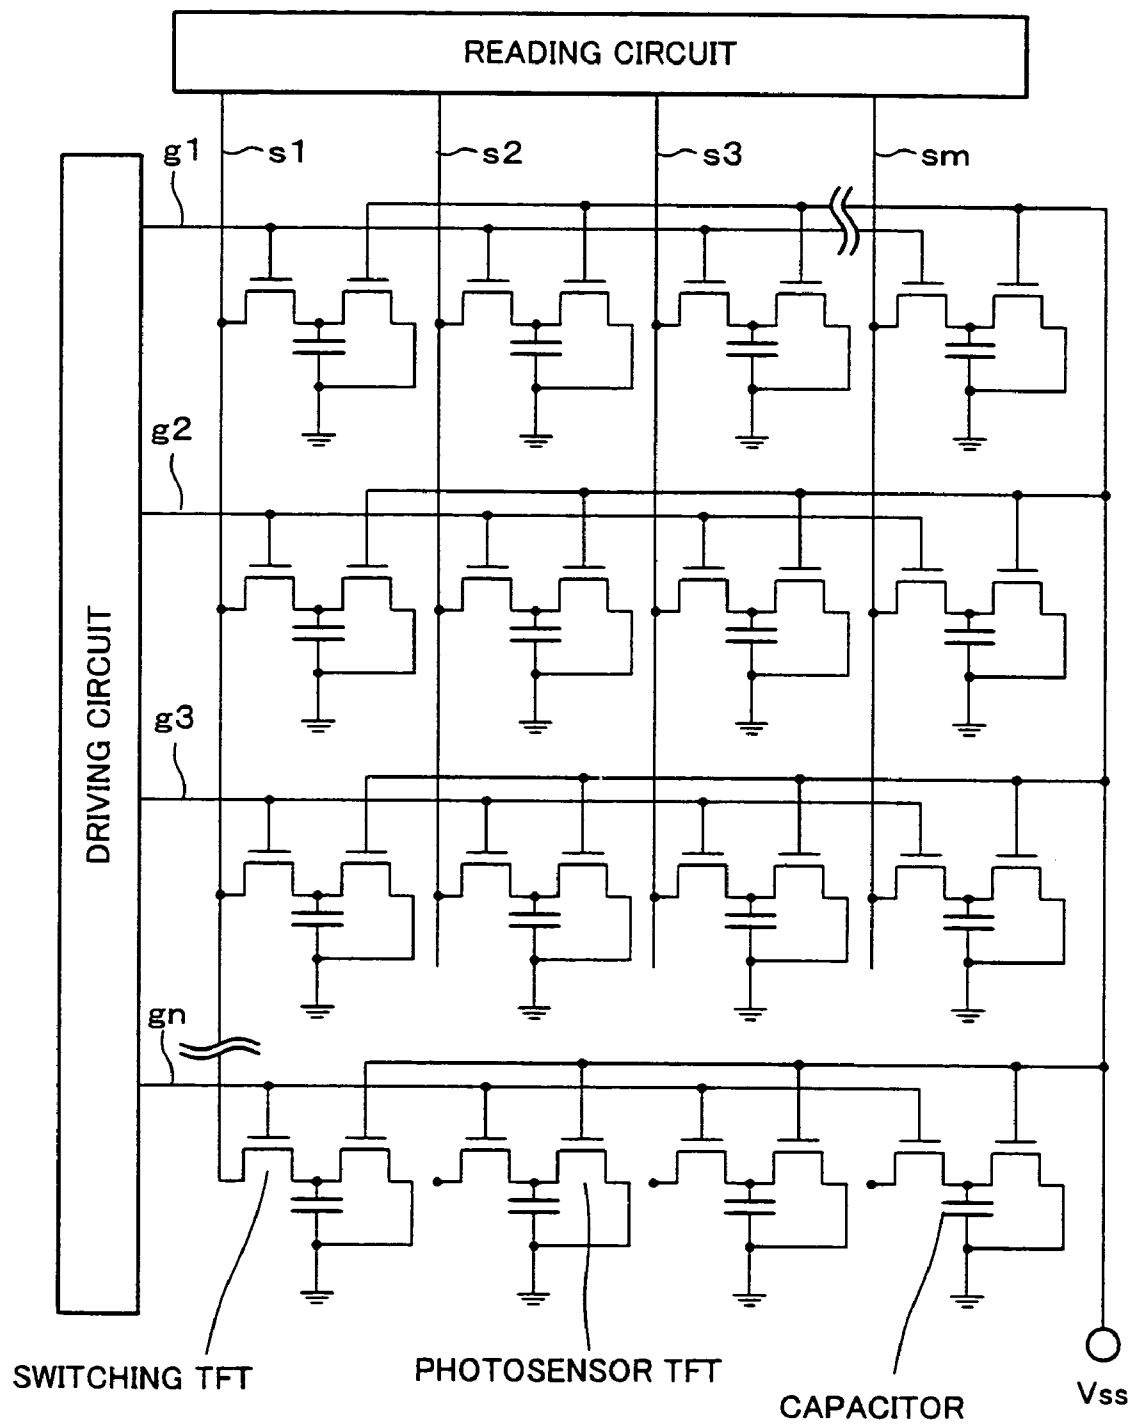 READING CIRCUIT
g1
s1
s2
s3
sm
g2
DRIVING CIRCUIT
g3
gn
SWITCHING TFT
PHOTOSENSOR TFT
CAPACITOR
Vss